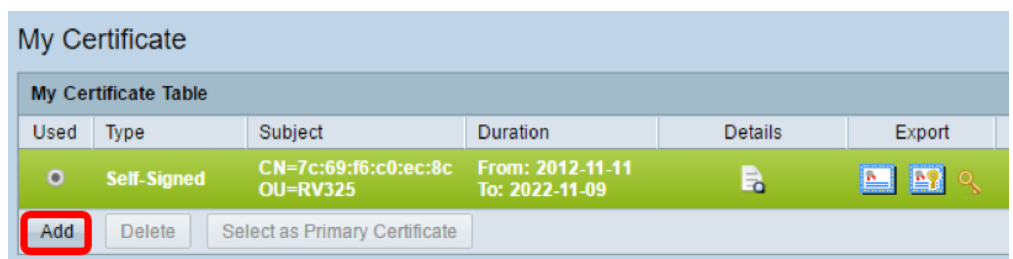 My Certificate
My Certificate Table
Used Type Subject Duration Details Export
Self-Signed CN=7c:69:f6:c0:ec:8c From: 2012-11-11
OU=RV325 To: 2022-11-09
Add Delete Select as Primary Certificate